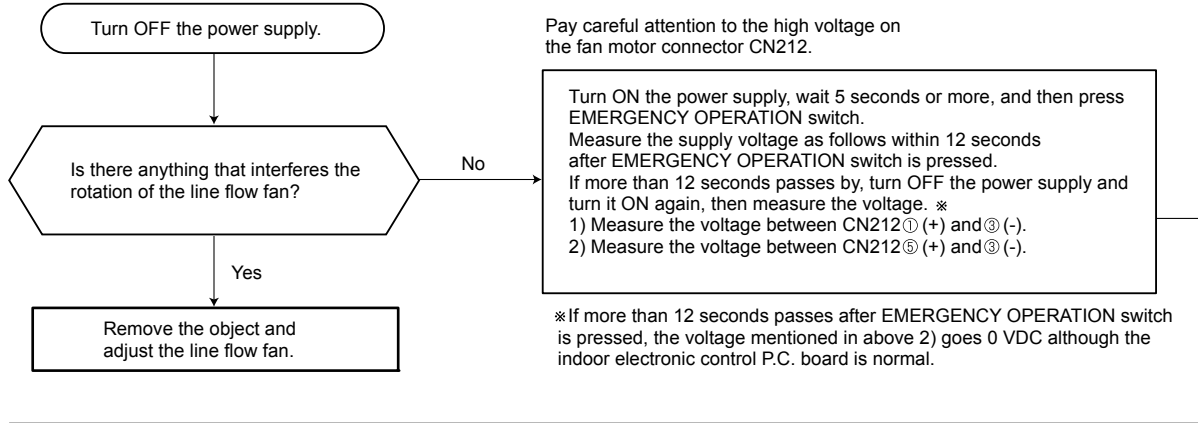 Turn OFF the power supply.
Is there anything that interferes the
rotation of the line flow fan?
No
Yes
Remove the object and
adjust the line flow fan.
Pay careful attention to the high voltage on
the fan motor connector CN212.
Turn ON the power supply, wait 5 seconds or more, and then press
EMERGENCY OPERATION switch.
Measure the supply voltage as follows within 12 seconds
after EMERGENCY OPERATION switch is pressed.
If more than 12 seconds passes by, turn OFF the power supply and
turn it ON again, then measure the voltage. ※
1) Measure the voltage between CN212① (+) and③ (-).
2) Measure the voltage between CN212⑤ (+) and③ (-).
※If more than 12 seconds passes after EMERGENCY OPERATION switch
is pressed, the voltage mentioned in above 2) goes 0 VDC although the
indoor electronic control P.C. board is normal.